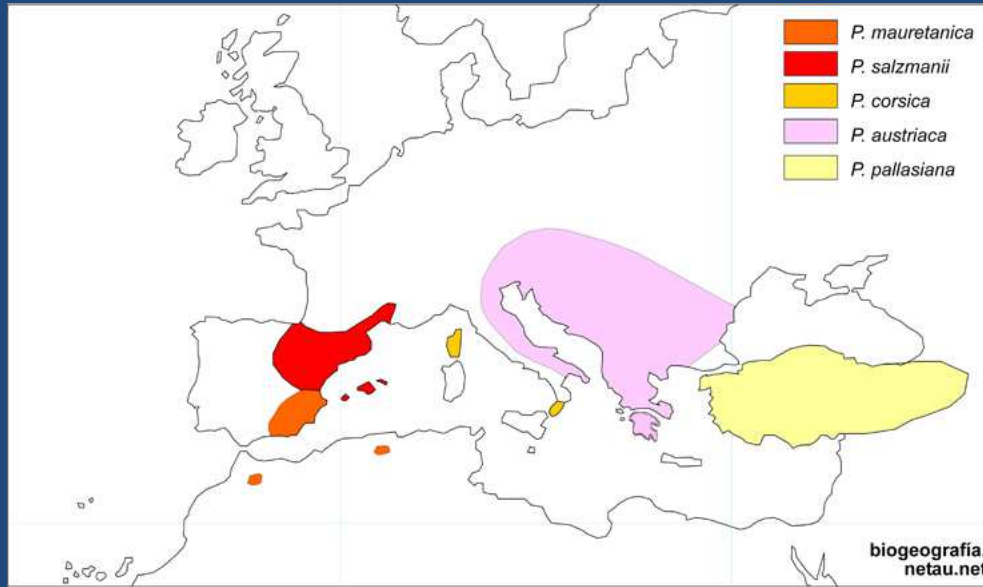 P. mauretanica
P. salzmanii
P. corsica
P. austriaca
P. pallasiana
biogeografía.
netau.net